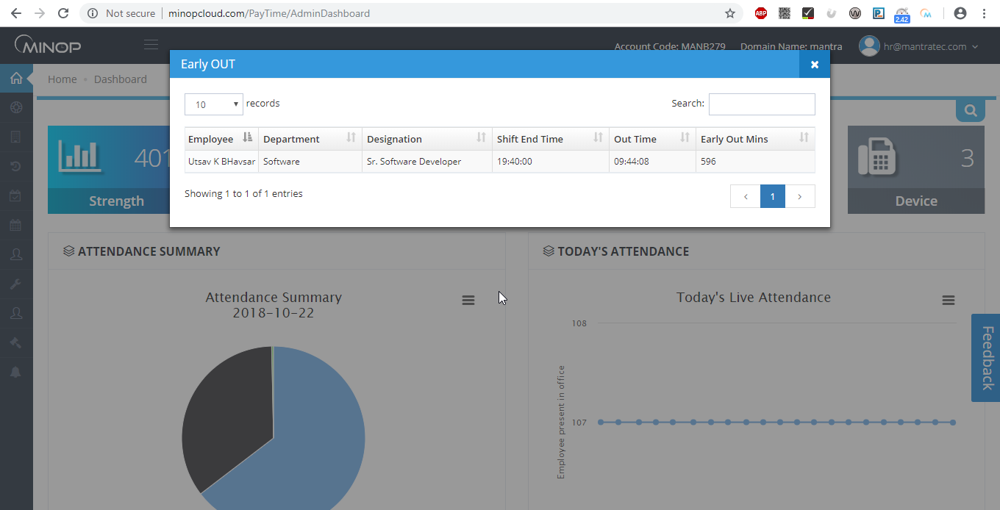 Not secure | minopcloud.com/PayTime/AdminDashboard
ABP
2.42
MINOP
Account Code: MANB279 Domain Name: mantra hr@mantratec.com
Early OUT
Home Dashboard
10 records Search:
Employee Department Designation Shift End Time Out Time Early Out Mins
Utsav K BHavsar Software Sr. Software Developer 19:40:00 09:44:08 596
Showing 1 to 1 of 1 entries
‹ 1 ›
401
Strength
3
Device
ATTENDANCE SUMMARY
TODAY'S ATTENDANCE
Attendance Summary
2018-10-22
Today's Live Attendance
108
107
Employee present in office
Feedback